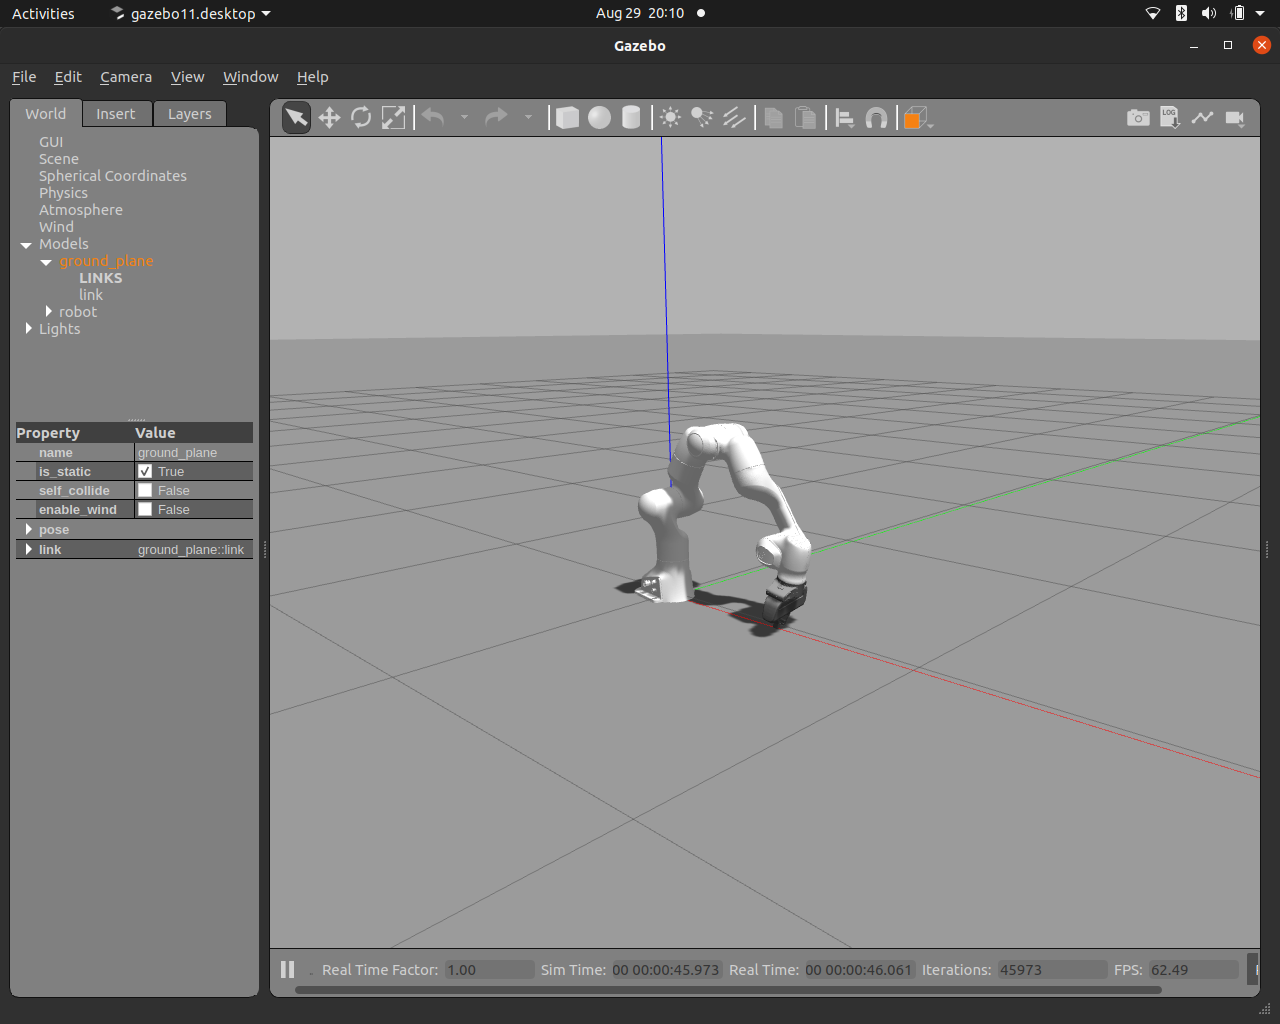 Activities gazebo11.desktop Aug 29 20:10
Gazebo
File Edit Camera View Window Help
World Insert Layers
LOG
GUI
Scene
Spherical Coordinates
Physics
Atmosphere
Wind
Models
ground_plane
LINKS
link
robot
Lights
Property Value
name ground_plane
is_static True
self_collide False
enable_wind False
pose
link ground_plane::link
Real Time Factor: 1.00 Sim Time: 00 00:00:45.973 Real Time: 00 00:00:46.061 Iterations: 45973 FPS: 62.49